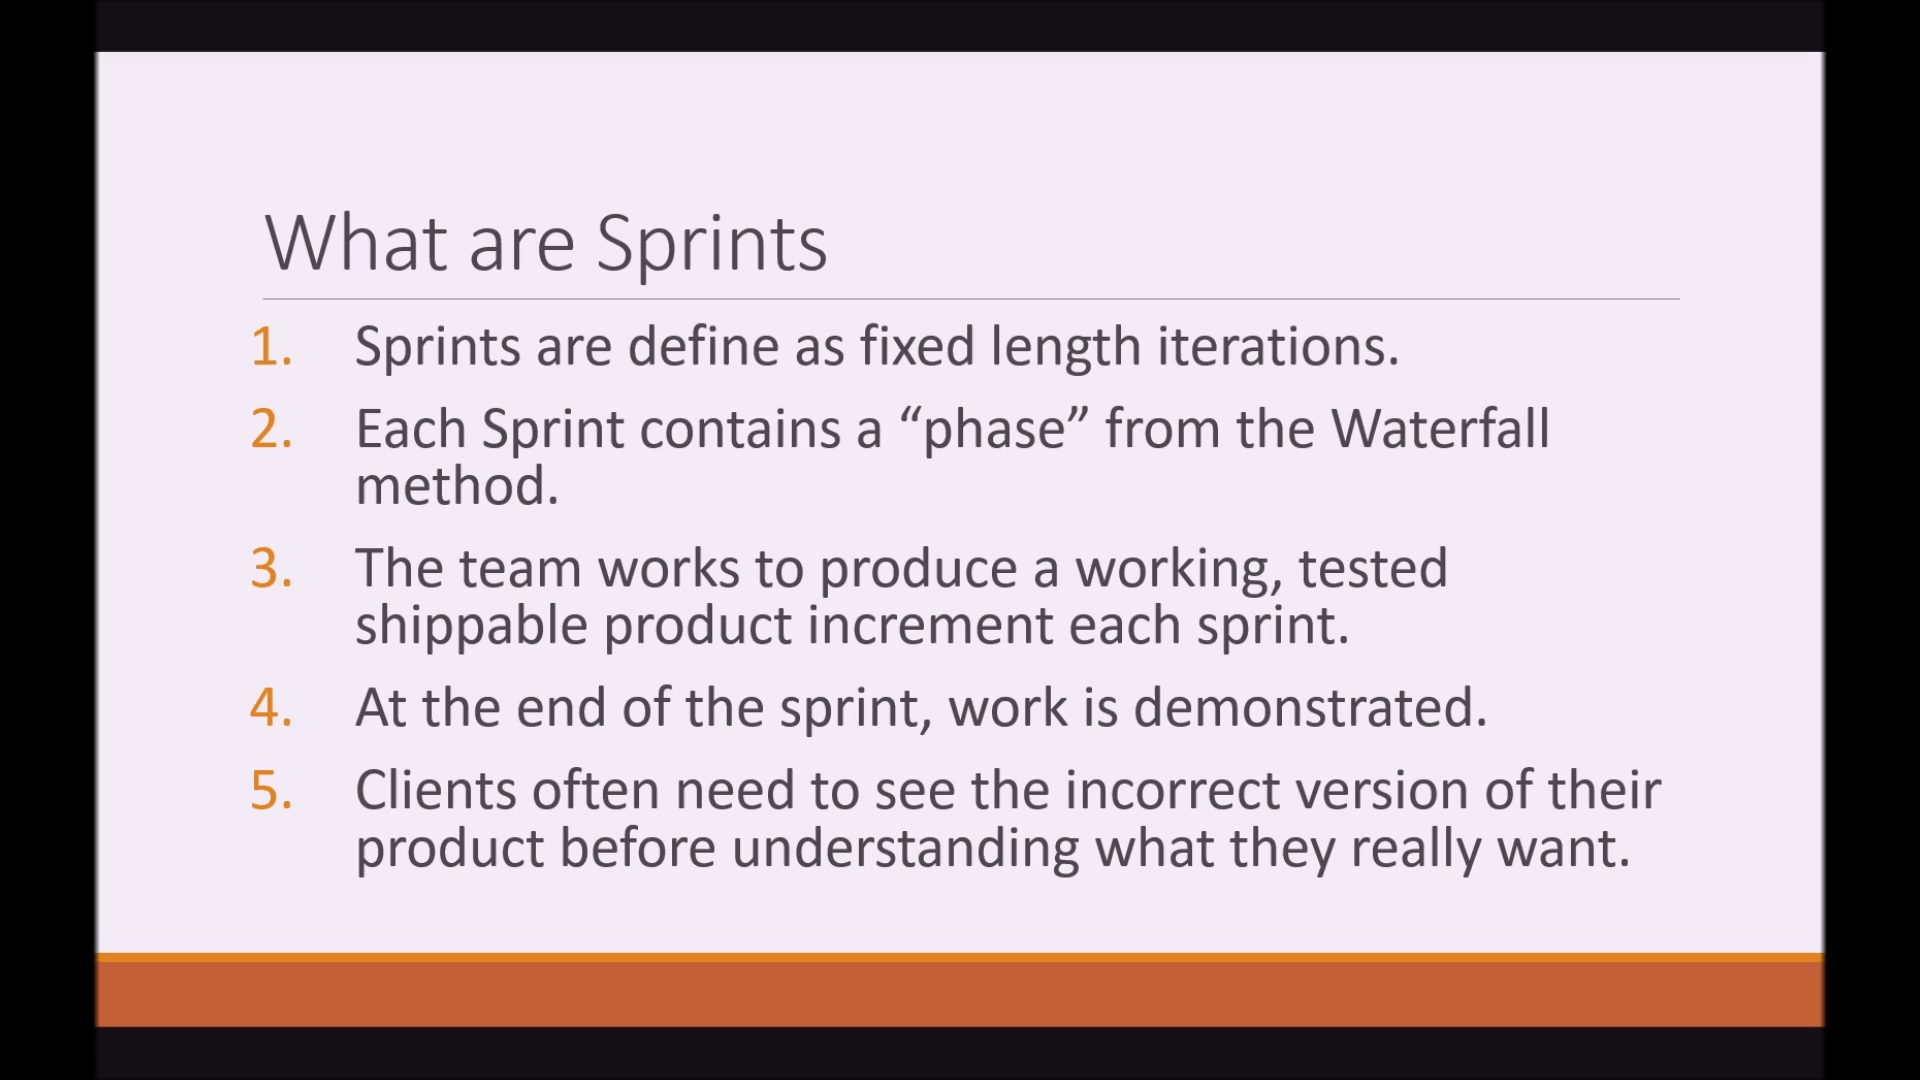 What are Sprints
1. Sprints are define as fixed length iterations.
2. Each Sprint contains a “phase” from the Waterfall
method.
3. The team works to produce a working, tested
shippable product increment each sprint.
4. At the end of the sprint, work is demonstrated.
5. Clients often need to see the incorrect version of their
product before understanding what they really want.